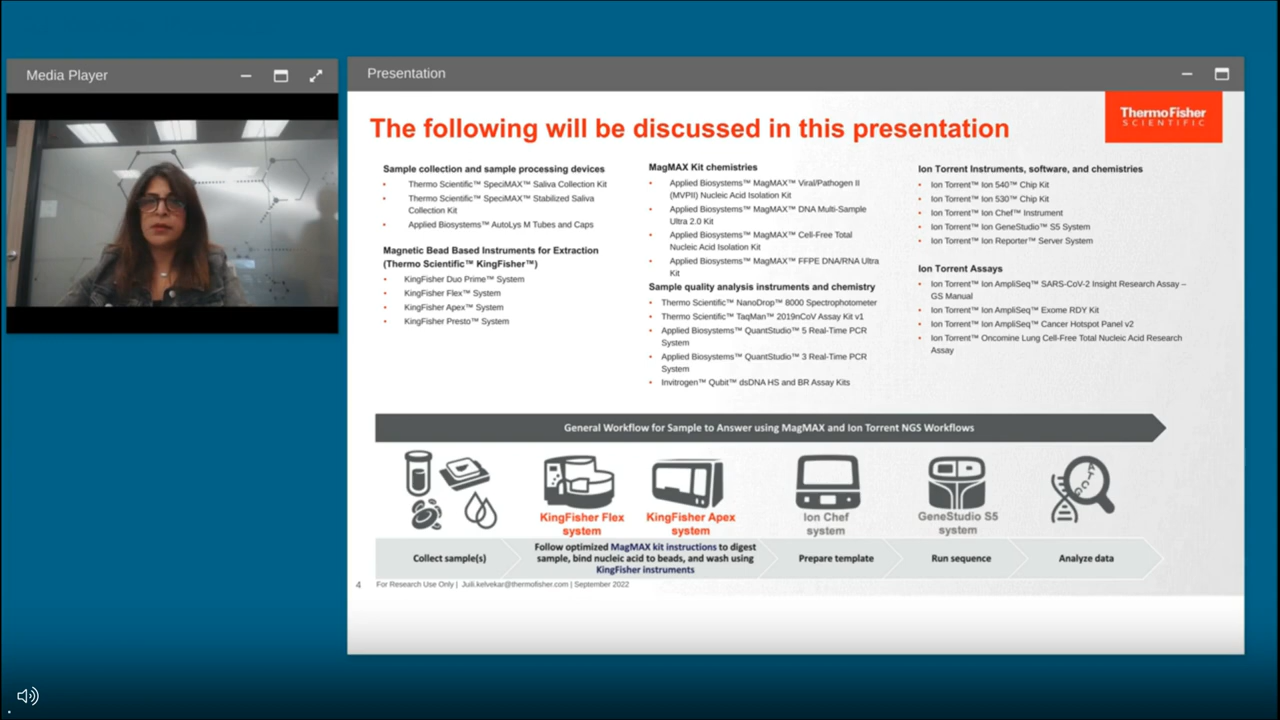 Media Player
Presentation
ThermoFisher
SCIENTIFIC
The following will be discussed in this presentation
Sample collection and sample processing devices
• Thermo Scientific™ SpeciMAX™ Saliva Collection Kit
• Thermo Scientific™ SpeciMAX™ Stabilized Saliva
Collection Kit
• Applied Biosystems™ AutoLys M Tubes and Caps
Magnetic Bead Based Instruments for Extraction
(Thermo Scientific™ KingFisher™)
• KingFisher Duo Prime™ System
• KingFisher Flex™ System
• KingFisher Apex™ System
• KingFisher Presto™ System
MagMAX Kit chemistries
• Applied Biosystems™ MagMAX™ Viral/Pathogen II
(MVPII) Nucleic Acid Isolation Kit
• Applied Biosystems™ MagMAX™ DNA Multi-Sample
Ultra 2.0 Kit
• Applied Biosystems™ MagMAX™ Cell-Free Total
Nucleic Acid Isolation Kit
• Applied Biosystems™ MagMAX™ FFPE DNA/RNA Ultra
Kit
Sample quality analysis instruments and chemistry
• Thermo Scientific™ NanoDrop™ 8000 Spectrophotometer
• Thermo Scientific™ TaqMan™ 2019nCoV Assay Kit v1
• Applied Biosystems™ QuantStudio™ 5 Real-Time PCR
System
• Applied Biosystems™ QuantStudio™ 3 Real-Time PCR
System
• Invitrogen™ Qubit™ dsDNA HS and BR Assay Kits
Ion Torrent Instruments, software, and chemistries
• Ion Torrent™ Ion 540™ Chip Kit
• Ion Torrent™ Ion 530™ Chip Kit
• Ion Torrent™ Ion Chef™ Instrument
• Ion Torrent™ Ion GeneStudio™ S5 System
• Ion Torrent™ Ion Reporter™ Server System
Ion Torrent Assays
• Ion Torrent™ Ion AmpliSeq™ SARS-CoV-2 Insight Research Assay –
GS Manual
• Ion Torrent™ Ion AmpliSeq™ Exome RDY Kit
• Ion Torrent™ Ion AmpliSeq™ Cancer Hotspot Panel v2
• Ion Torrent™ Oncomine Lung Cell-Free Total Nucleic Acid Research
Assay
General Workflow for Sample to Answer using MagMAX and Ion Torrent NGS Workflows
KingFisher Flex
system
KingFisher Apex
system
Ion Chef
system
GeneStudio S5
system
A
T
C
G
Collect sample(s)
Follow optimized MagMAX kit instructions to digest
sample, bind nucleic acid to beads, and wash using
KingFisher instruments
Prepare template
Run sequence
Analyze data
4 For Research Use Only | Juili.kelvekar@thermofisher.com | September 2022